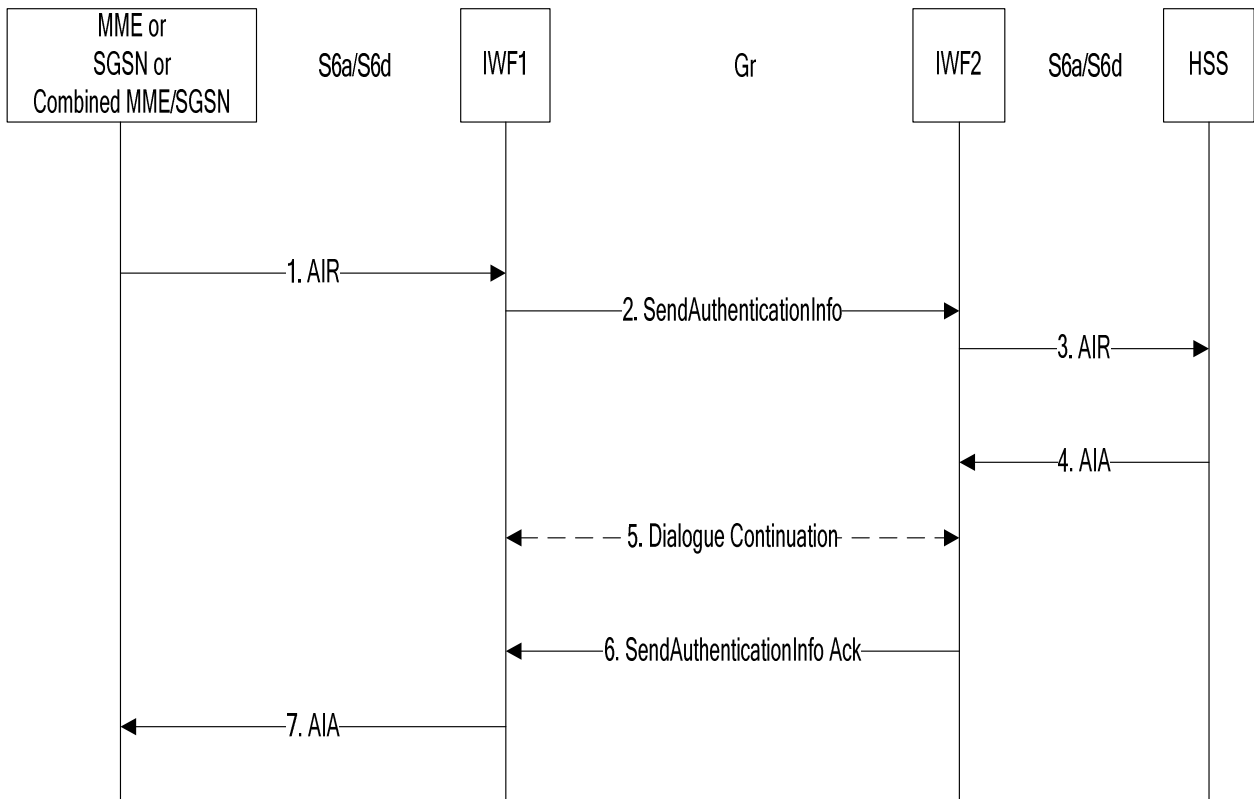 MME or
SGSN or
Combined MME/SGSN
S6a/S6d
IWF1
Gr
IWF2
S6a/S6d
HSS
1. AIR
2. SendAuthenticationInfo
3. AIR
4. AIA
5. Dialogue Continuation
6. SendAuthenticationInfo Ack
7. AIA